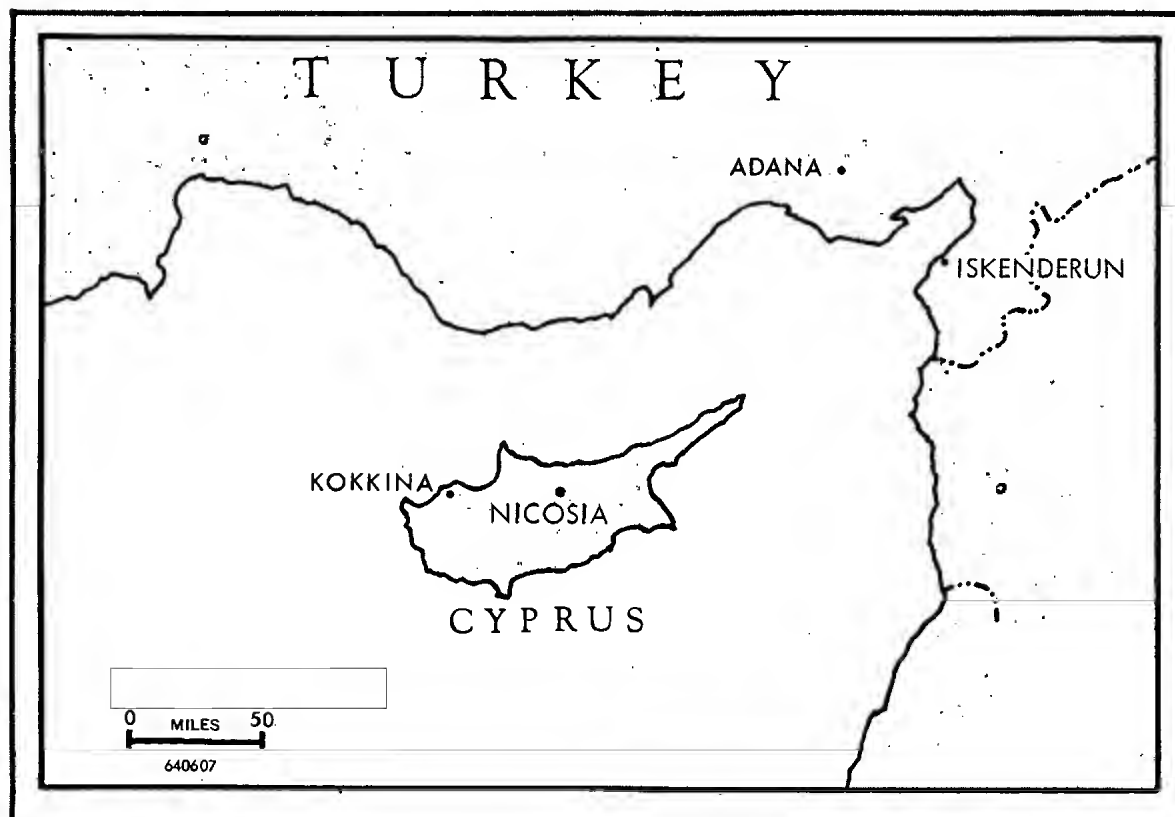 TURKEY
ADANA
ISKENDERUN
KOKKINA
NICOSIA
CYPRUS
0 MILES 50
640607